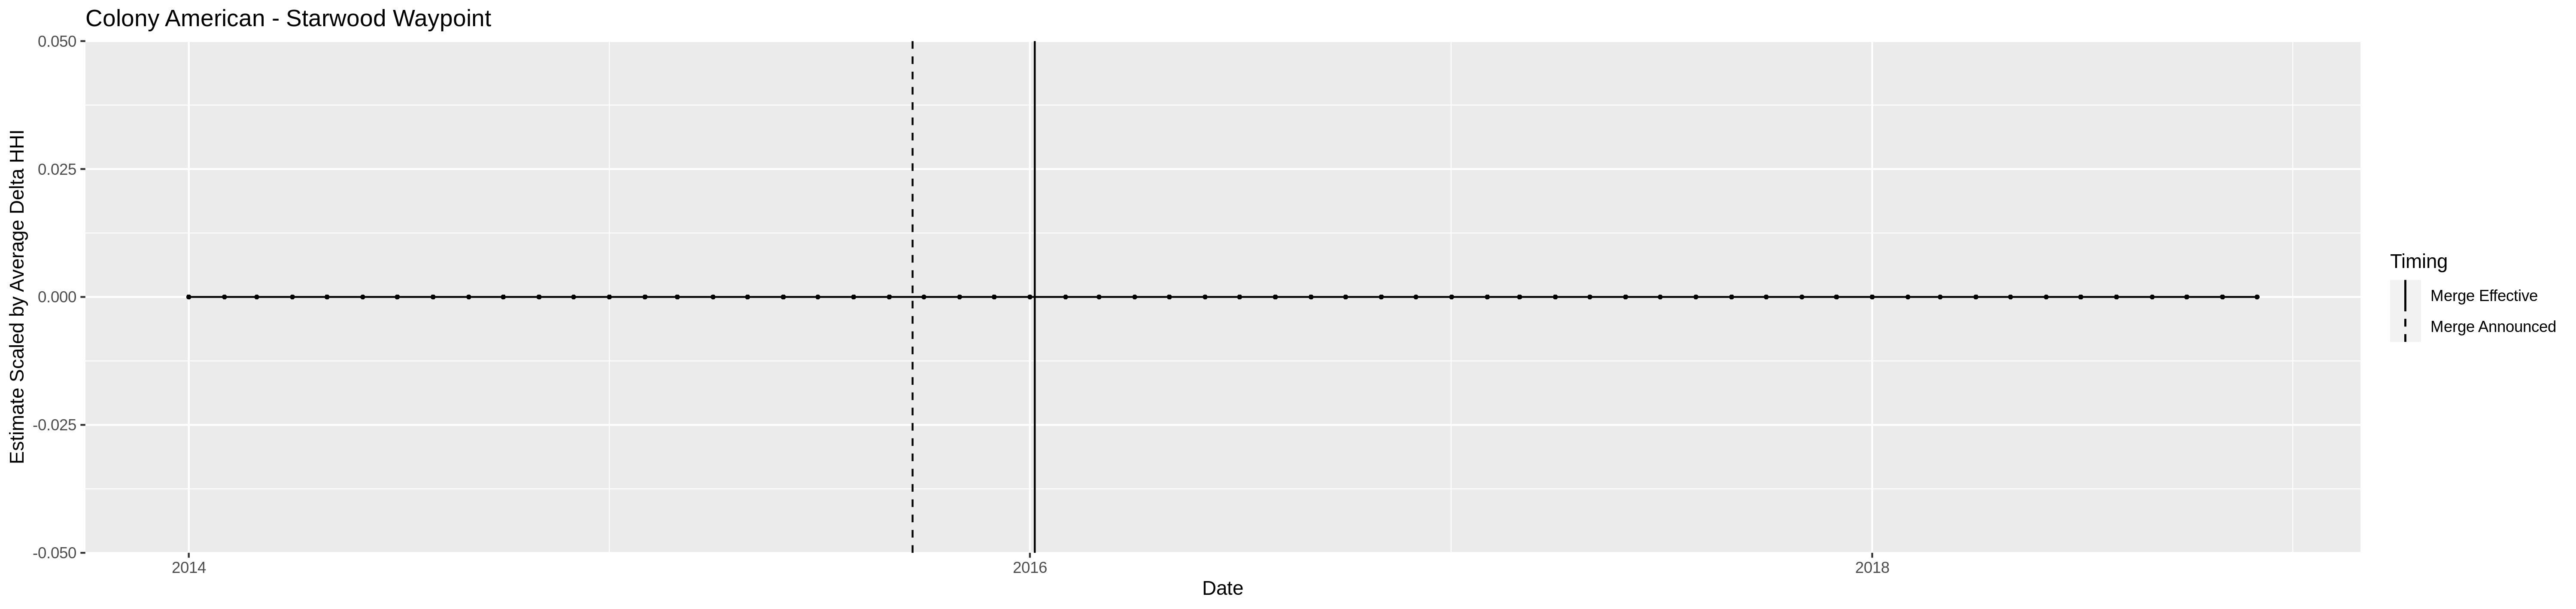 Colony American - Starwood Waypoint
Estimate Scaled by Average Delta HHI
0.050
0.025
0.000
-0.025
-0.050
2014
2016
2018
Date
Timing
Merge Effective
Merge Announced